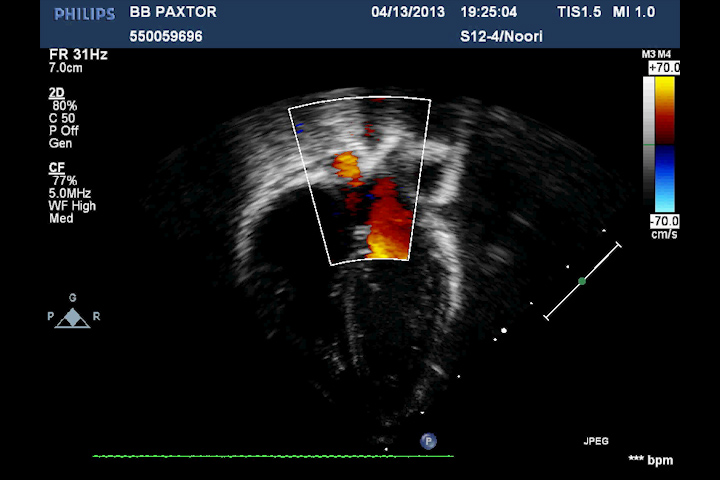 PHILIPS BB PAXTOR 04/13/2013 19:25:04 TIS1.5 MI 1.0
550059696 S12-4/Noori
FR 31Hz
7.0cm
M3 M4
+70.0
2D
80%
C 50
P Off
Gen
CF
77%
5.0MHz
WF High
Med
-70.0
cm/s
G
P R
P
JPEG
*** bpm